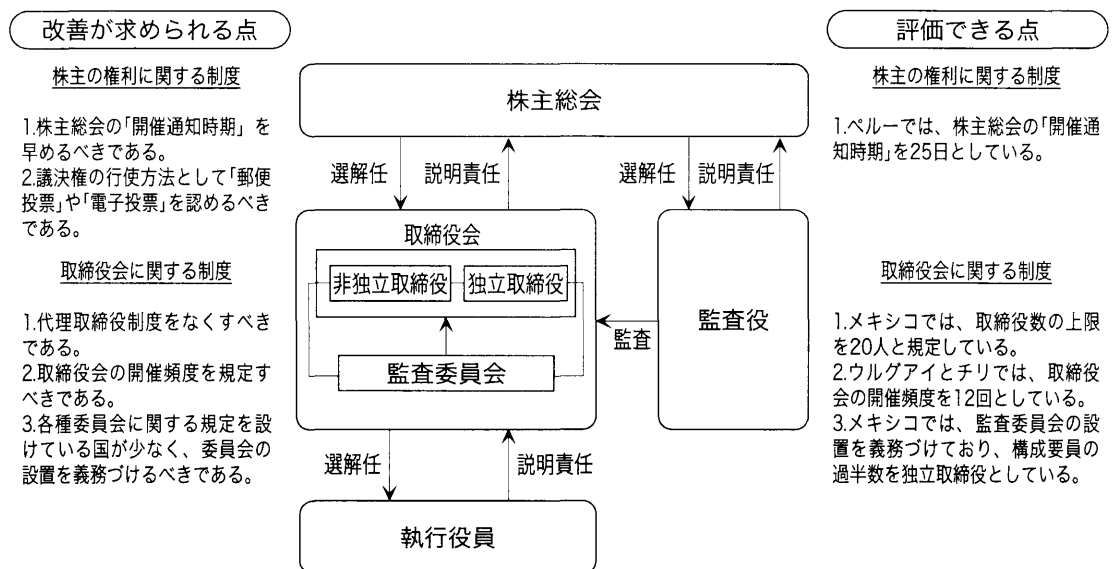 改善が求められる点
株主の権利に関する制度
1.株主総会の「開催通知時期」を
早めるべきである。
2.議決権の行使方法として「郵便
投票」や「電子投票」を認めるべき
である。
取締役会に関する制度
1.代理取締役制度をなくすべき
である。
2.取締役会の開催頻度を規定す
べきである。
3.各種委員会に関する規定を設
けている国が少なく、委員会の
設置を義務づけるべきである。
株主総会
選解任
説明責任
選解任
説明責任
取締役会
非独立取締役
独立取締役
監査委員会
監査
監査役
選解任
説明責任
執行役員
評価できる点
株主の権利に関する制度
1.ペルーでは、株主総会の「開催通
知時期」を25日としている。
取締役会に関する制度
1.メキシコでは、取締役数の上限
を20人と規定している。
2.ウルグアイとチリでは、取締役
会の開催頻度を12回としている。
3.メキシコでは、監査委員会の設
置を義務づけており、構成要員の
過半数を独立取締役としている。